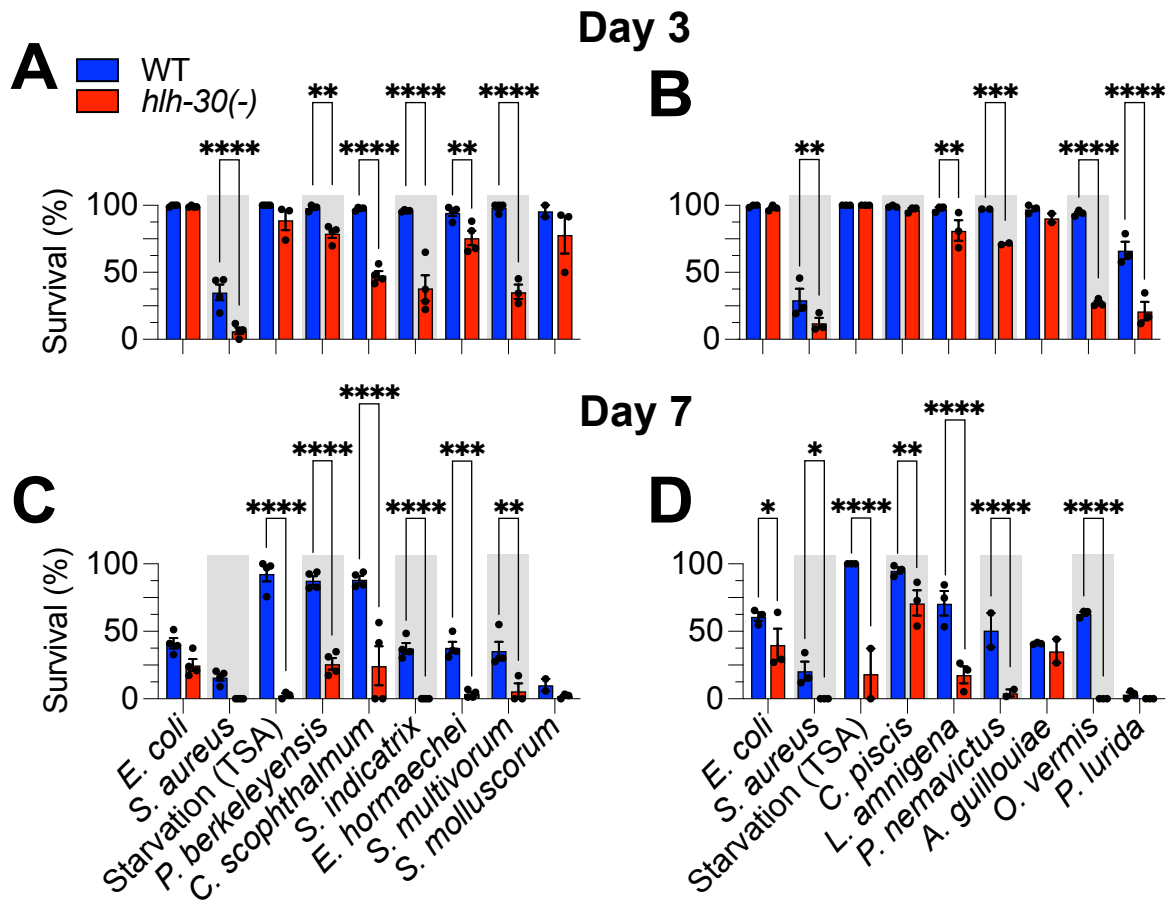 Day 3
A
WT
hlh-30(-)
B
** **** ****
**** **** **
*** ****
** ** ****
Survival (%)
100
50
0
Survival (%)
100
50
0
Day 7
C
****
**** ***
**** **** **
D
****
* **
* **** **** ****
Survival (%)
100
50
0
Survival (%)
100
50
0
E. coli
S. aureus
Starvation (TSA)
P. berkeleyensis
C. scophthalmum
S. indicatrix
E. hormaechei
S. multivorum
S. molluscorum
E. coli
S. aureus
Starvation (TSA)
C. piscis
L. amnigena
P. nemavictus
A. guillouiae
O. vermis
P. lurida